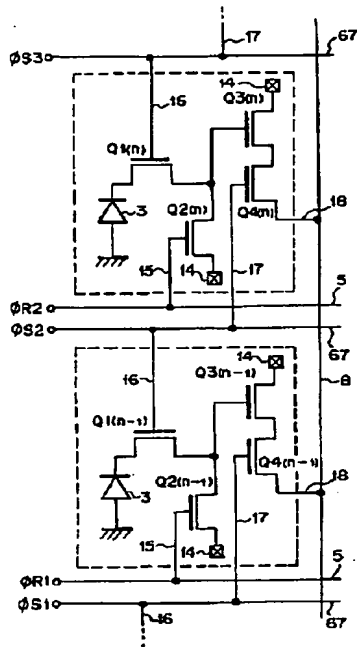 17
ΦS3
67
14
Q3(n)
16
Q1(n)
Q4(n)
3
Q2(n)
18
15
14
17
ΦR2
5
ΦS2
67
14
8
16
Q3(n-1)
Q1(n-1)
Q4(n-1)
3
Q2(n-1)
18
15
17
14
ΦR1
5
ΦS1
16
67